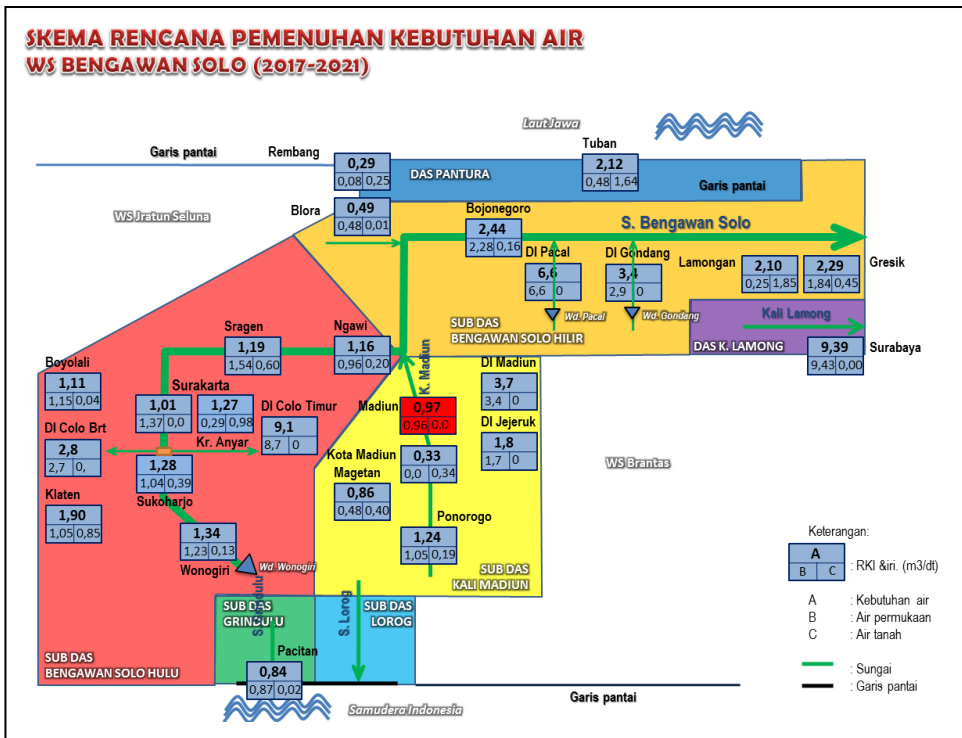 SKEMA RENCANA PEMENUHAN KEBUTUHAN AIR
WS BENGAWAN SOLO (2017-2021)
Laut Jawa
Garis pantai
Rembang
0,29
0,08 0,25
Tuban
2,12
0,48 1,64
DAS PANTURA
Garis pantai
WS Jratun Seluna
Blora
0,49
0,48 0,01
Bojonegoro
2,44
2,28 0,16
S. Bengawan Solo
DI Pacal
6,6
6,6 0
Wd. Pacal
DI Gondang
3,4
2,9 0
Wd. Gondang
Lamongan
2,10
0,25 1,85
2,29
1,84 0,45
Gresik
SUB DAS
BENGAWAN SOLO HILIR
Kali Lamong
DAS K. LAMONG
9,39
9,43 0,00
Surabaya
Sragen
1,19
1,54 0,60
Ngawi
1,16
0,96 0,20
Boyolali
1,11
1,15 0,04
Surakarta
1,01
1,37 0,0
1,27
0,29 0,98
Kr. Anyar
DI Colo Timur
9,1
8,7 0
DI Colo Brt
2,8
2,7 0,
1,28
1,04 0,39
Sukoharjo
Klaten
1,90
1,05 0,85
1,34
1,23 0,13
Wonogiri
Wd. Wonogiri
K. Madiun
Madiun
0,97
0,96 0,0
DI Madiun
3,7
3,4 0
DI Jejeruk
1,8
1,7 0
Kota Madiun
0,33
0,0 0,34
Magetan
0,86
0,48 0,40
Ponorogo
1,24
1,05 0,19
SUB DAS
KALI MADIUN
WS Brantas
SUB DAS
GRINDULU
S. Grindulu
S. Lorog
SUB DAS
LOROG
Pacitan
0,84
0,87 0,02
SUB DAS
BENGAWAN SOLO HULU
Samudera Indonesia
Garis pantai
Keterangan:
A
B C
: RKI &iri. (m3/dt)
A : Kebutuhan air
B : Air permukaan
C : Air tanah
: Sungai
: Garis pantai